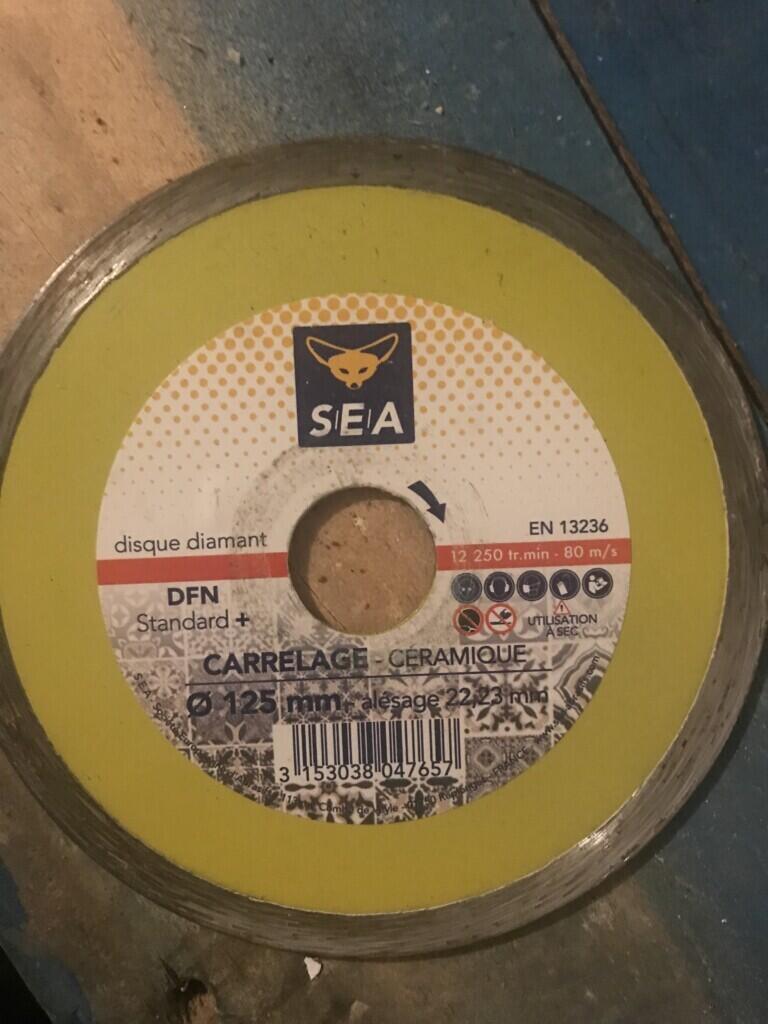 S.E.A
EN 13236
disque diamant
12 250 tr.min - 80 m/s
DFN
Standard +
UTILISATION
À SEC
CARRELAGE - CÉRAMIQUE
Ø 125 mm - alésage 22,23 mm
3 153038 047657